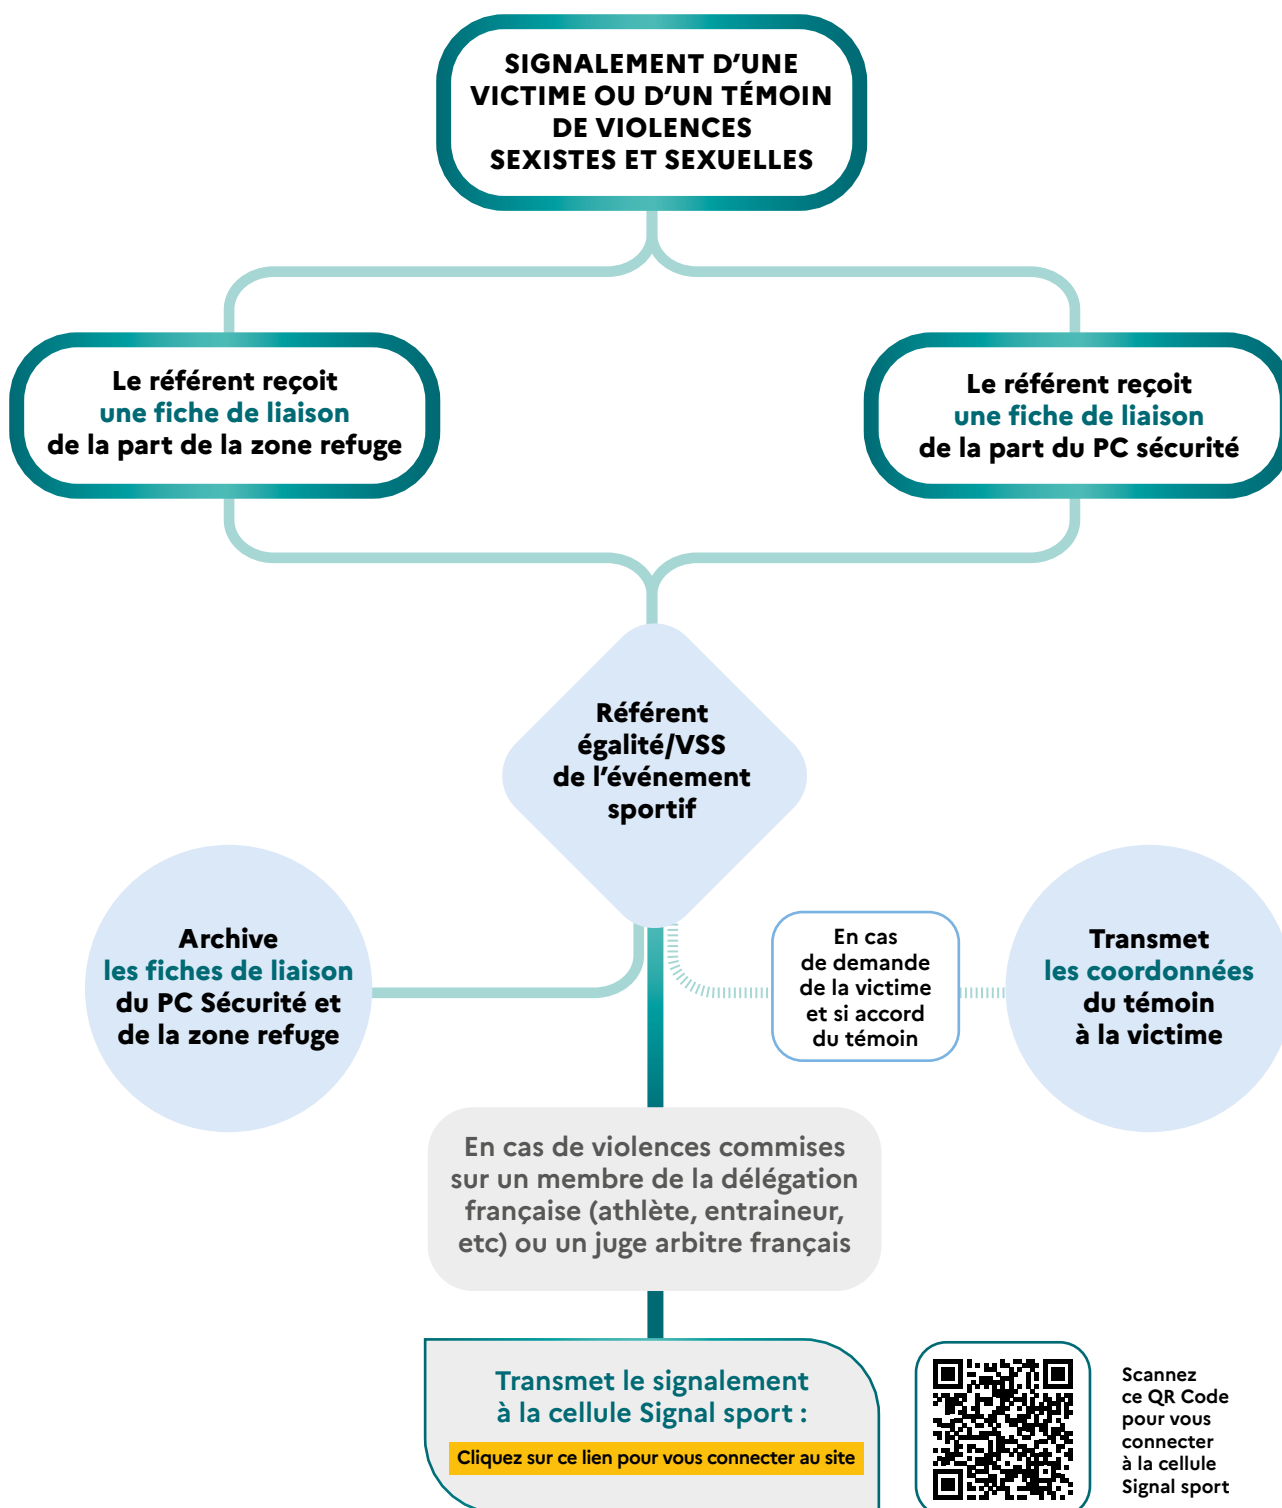 SIGNALEMENT D'UNE
VICTIME OU D'UN TÉMOIN
DE VIOLENCES
SEXISTES ET SEXUELLES
Le référent reçoit
une fiche de liaison
de la part de la zone refuge
Le référent reçoit
une fiche de liaison
de la part du PC sécurité
Référent
égalité/VSS
de l'événement
sportif
Archive
les fiches de liaison
du PC Sécurité et
de la zone refuge
En cas
de demande
de la victime
et si accord
du témoin
Transmet
les coordonnées
du témoin
à la victime
En cas de violences commises
sur un membre de la délégation
française (athlète, entraineur,
etc) ou un juge arbitre français
Transmet le signalement
à la cellule Signal sport :
Cliquez sur ce lien pour vous connecter au site
Scannez
ce QR Code
pour vous
connecter
à la cellule
Signal sport